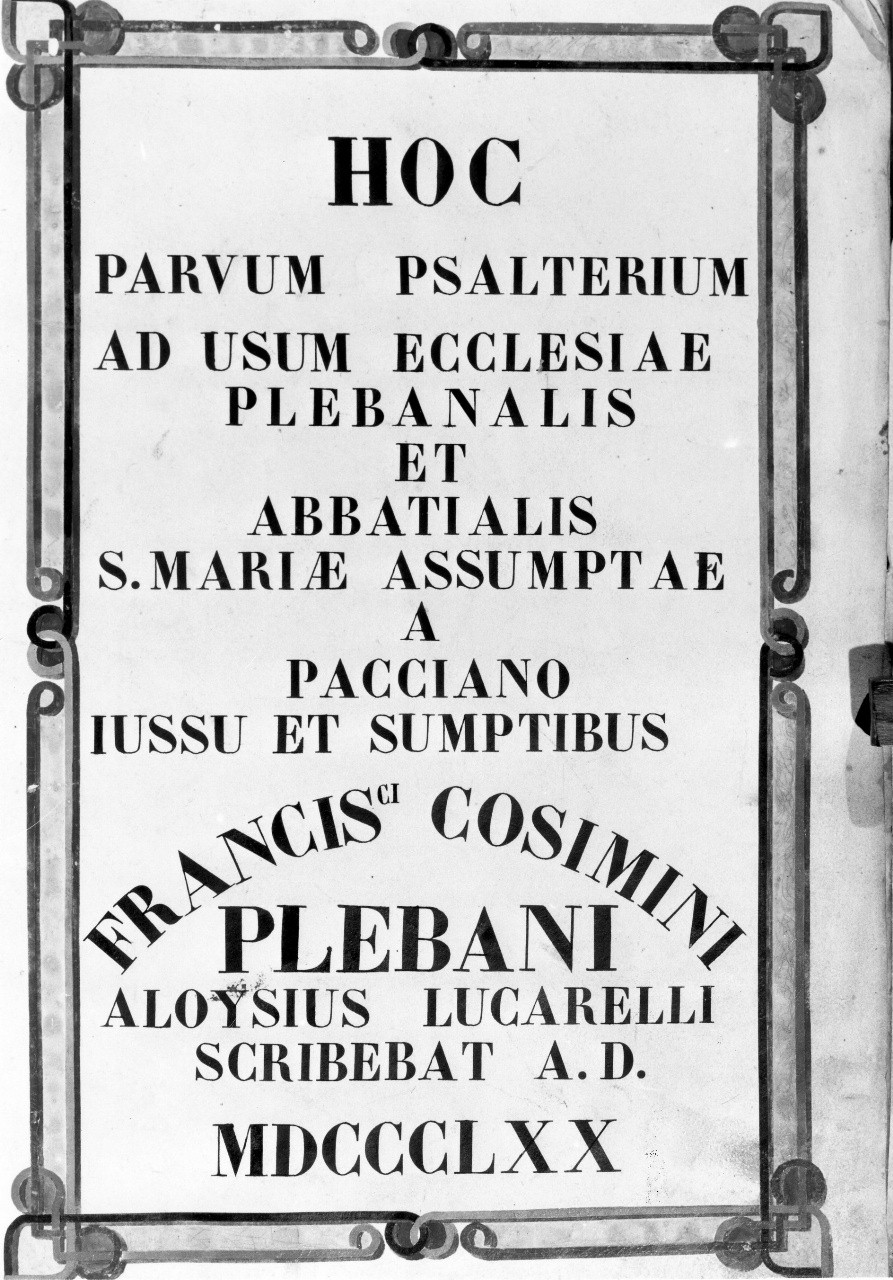 HOC
PARVUM PSALTERIUM
AD USUM ECCLESIAE
PLEBANALIS
ET
ABBATIALIS
S. MARIÆ ASSUMPTAE
A
PACCIANO
IUSSU ET SUMPTIBUS
FRANCISCI COSIMINI
PLEBANI
ALOYSIUS LUCARELLI
SCRIBEBAT A.D.
MDCCCLXX